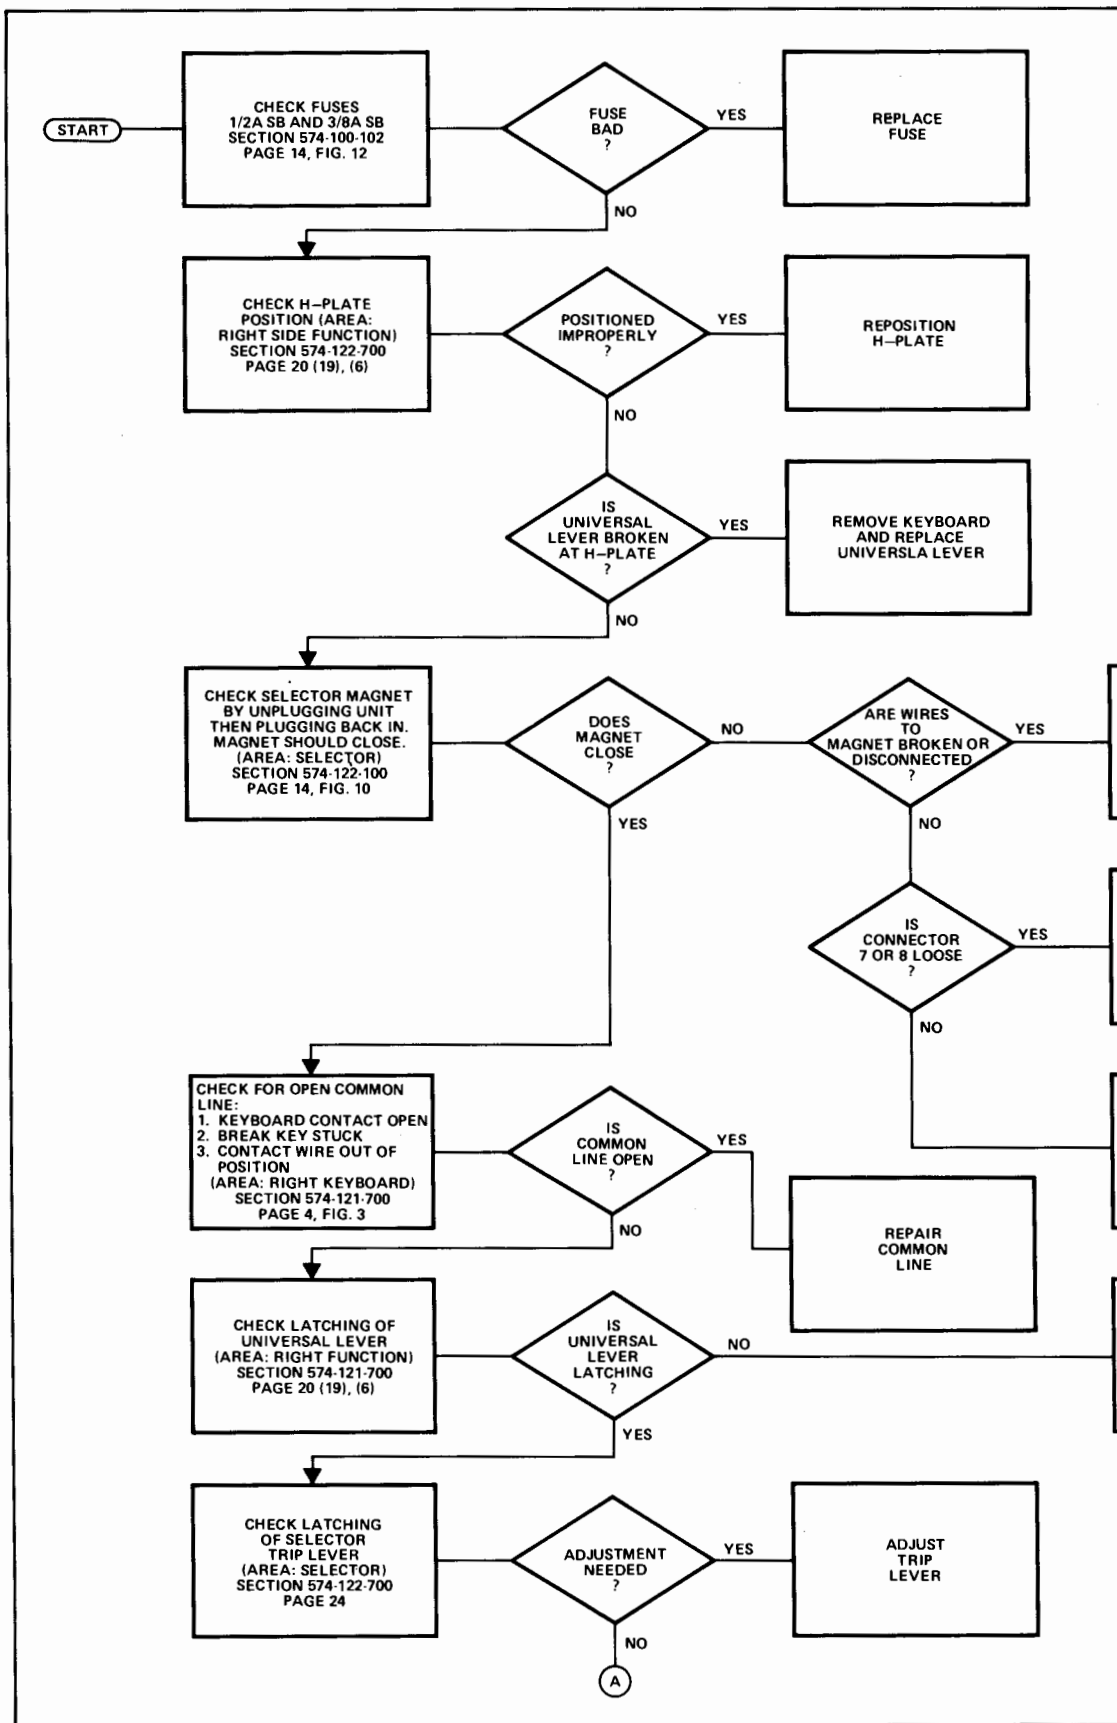 START
CHECK FUSES
1/2A SB AND 3/8A SB
SECTION 574-100-102
PAGE 14, FIG. 12
FUSE
BAD
?
YES
REPLACE
FUSE
NO
CHECK H-PLATE
POSITION (AREA:
RIGHT SIDE FUNCTION)
SECTION 574-122-700
PAGE 20 (19), (6)
POSITIONED
IMPROPERLY
?
YES
REPOSITION
H-PLATE
NO
IS
UNIVERSAL
LEVER BROKEN
AT H-PLATE
?
YES
REMOVE KEYBOARD
AND REPLACE
UNIVERSLA LEVER
NO
CHECK SELECTOR MAGNET
BY UNPLUGGING UNIT
THEN PLUGGING BACK IN.
MAGNET SHOULD CLOSE.
(AREA: SELECTOR)
SECTION 574-122-100
PAGE 14, FIG. 10
DOES
MAGNET
CLOSE
?
NO
ARE WIRES
TO
MAGNET BROKEN OR
DISCONNECTED
?
YES
YES
NO
IS
CONNECTOR
7 OR 8 LOOSE
?
YES
NO
CHECK FOR OPEN COMMON
LINE:
1. KEYBOARD CONTACT OPEN
2. BREAK KEY STUCK
3. CONTACT WIRE OUT OF
POSITION
(AREA: RIGHT KEYBOARD)
SECTION 574-121-700
PAGE 4, FIG. 3
IS
COMMON
LINE OPEN
?
YES
REPAIR
COMMON
LINE
NO
CHECK LATCHING OF
UNIVERSAL LEVER
(AREA: RIGHT FUNCTION)
SECTION 574-121-700
PAGE 20 (19), (6)
IS
UNIVERSAL
LEVER
LATCHING
?
NO
YES
CHECK LATCHING
OF SELECTOR
TRIP LEVER
(AREA: SELECTOR)
SECTION 574-122-700
PAGE 24
ADJUSTMENT
NEEDED
?
YES
ADJUST
TRIP
LEVER
NO
A